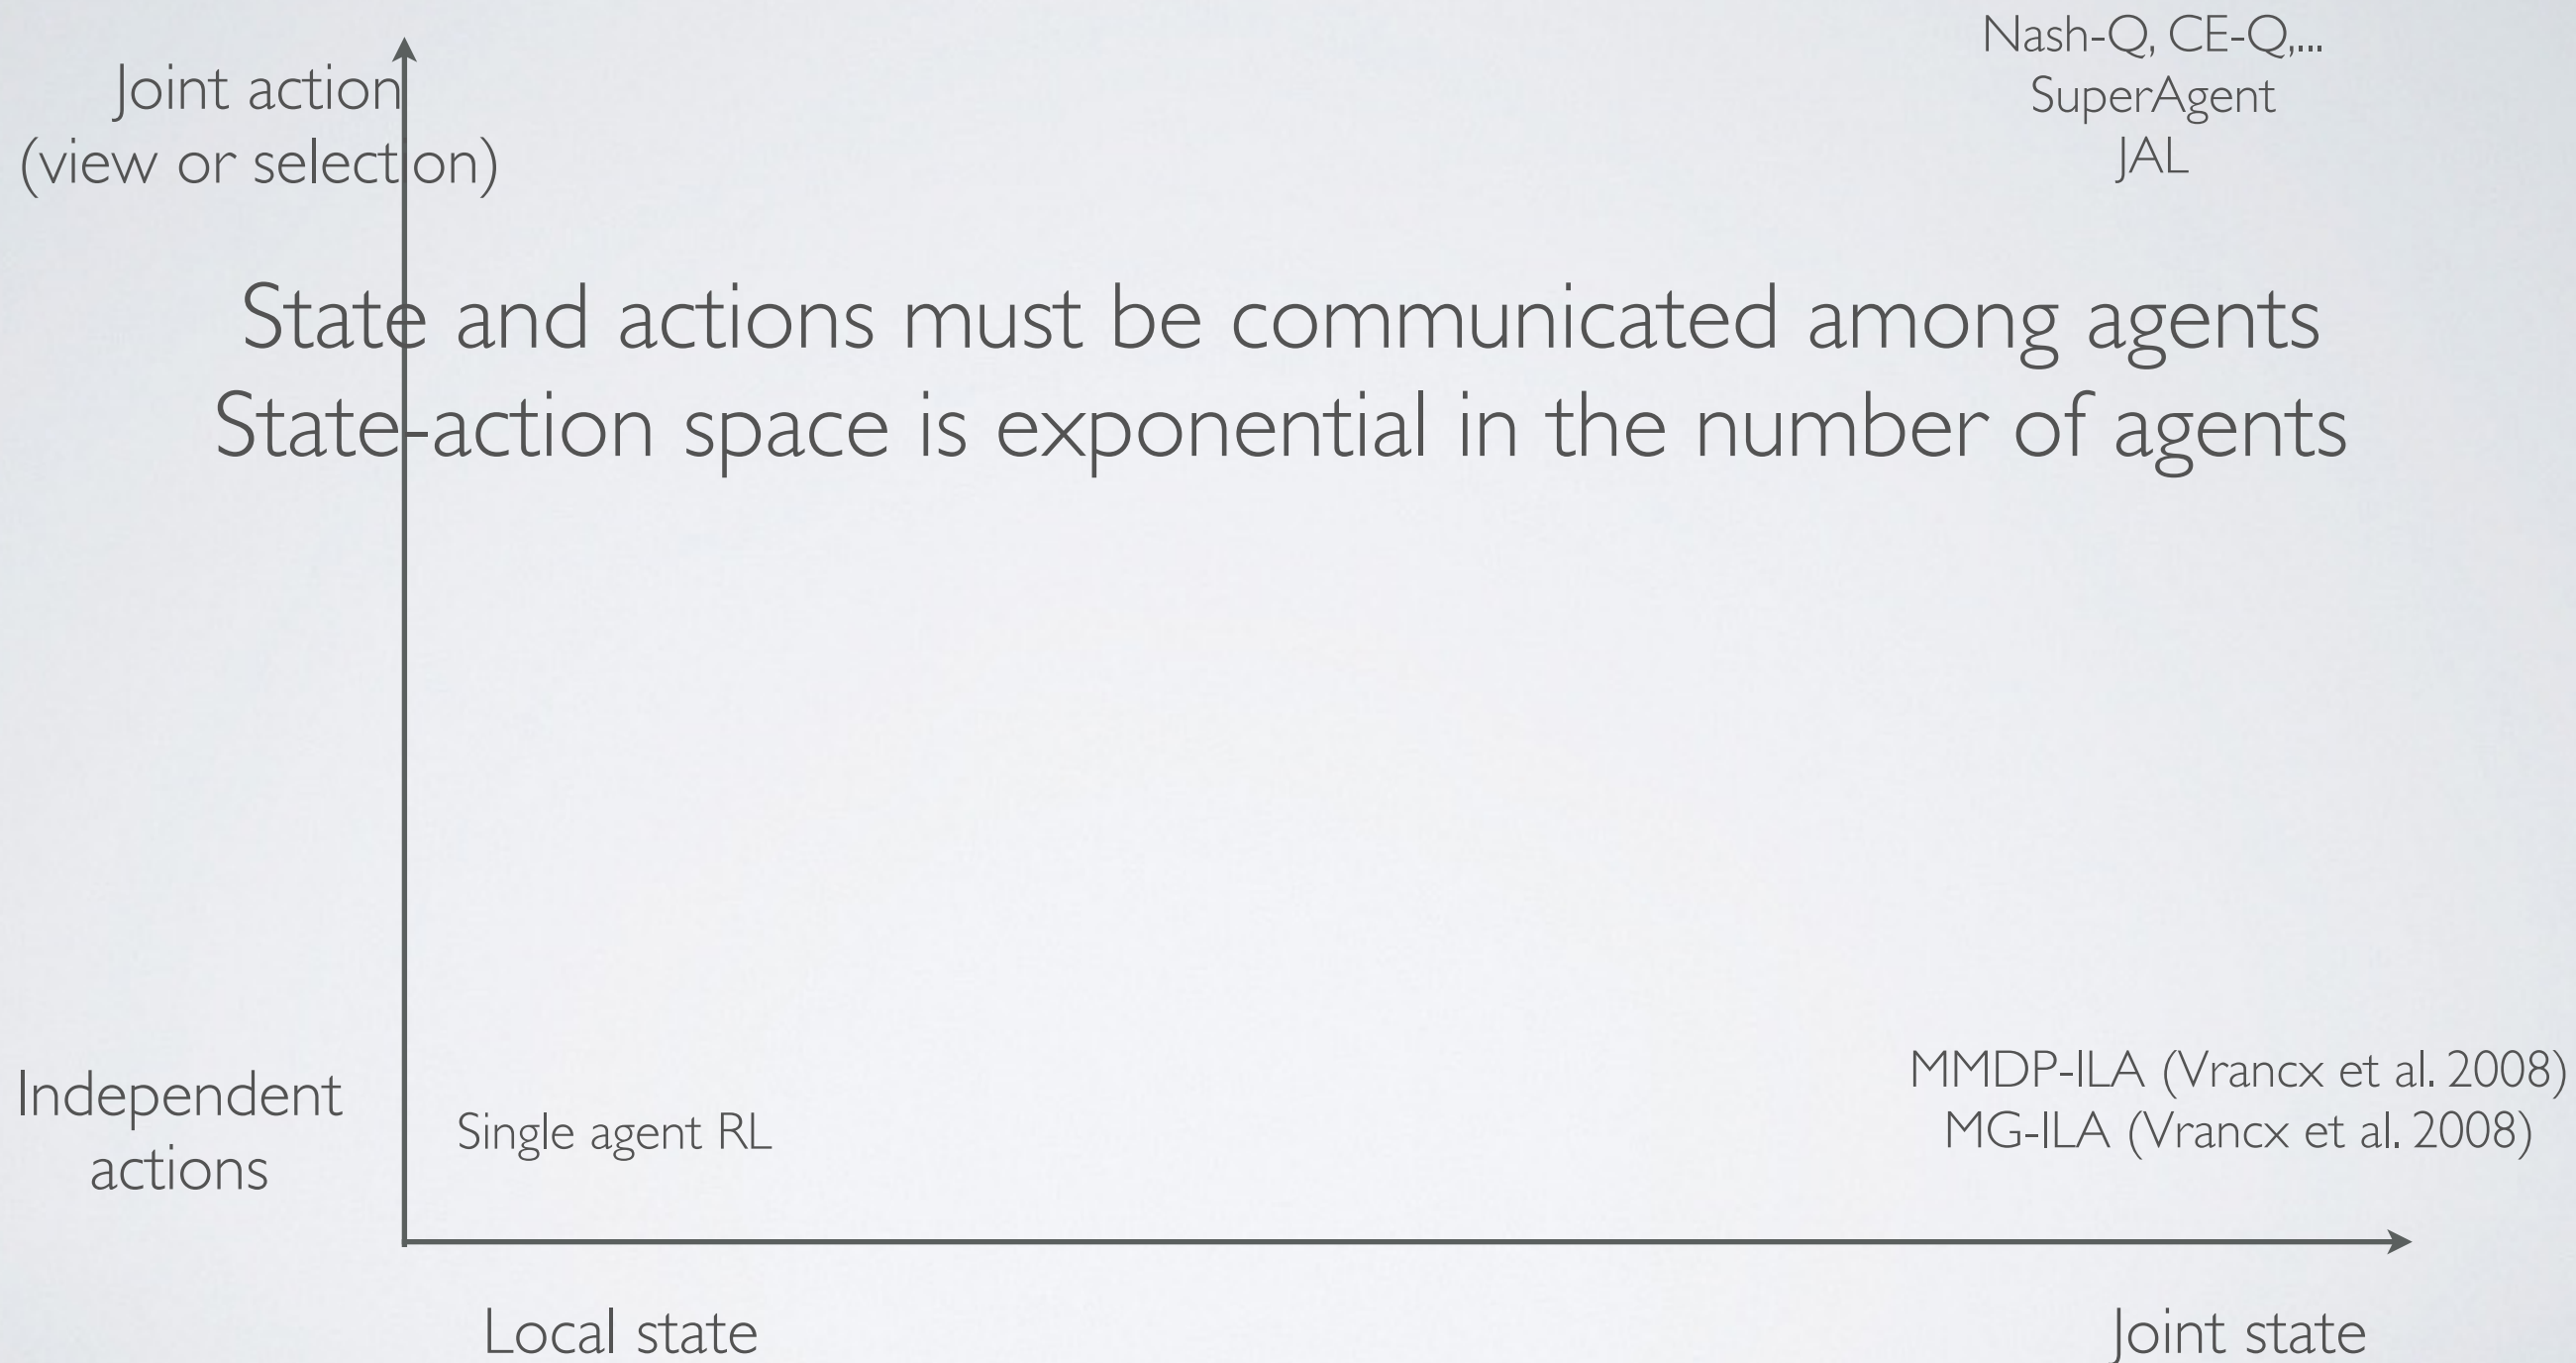 Nash-Q, CE-Q,...
SuperAgent
JAL
Joint action
(view or selection)
State and actions must be communicated among agents
State-action space is exponential in the number of agents
Independent
actions
Single agent RL
MMDP-ILA (Vrancx et al. 2008)
MG-ILA (Vrancx et al. 2008)
Local state
Joint state